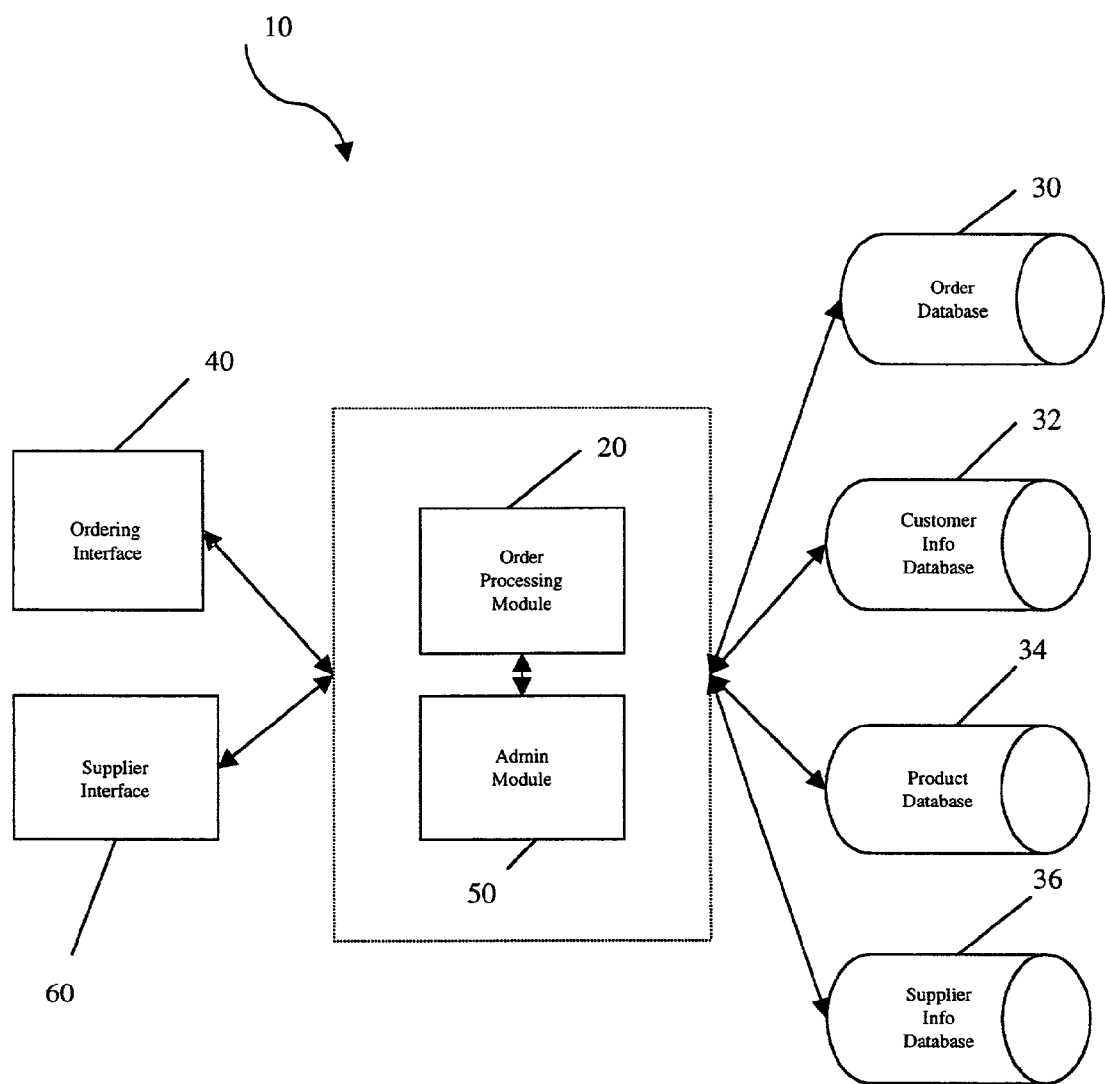 10
30
Order
Database
40
32
20
Customer
Info
Database
Ordering
Interface
Order
Processing
Module
34
Supplier
Interface
Admin
Module
Product
Database
50
36
60
Supplier
Info
Database